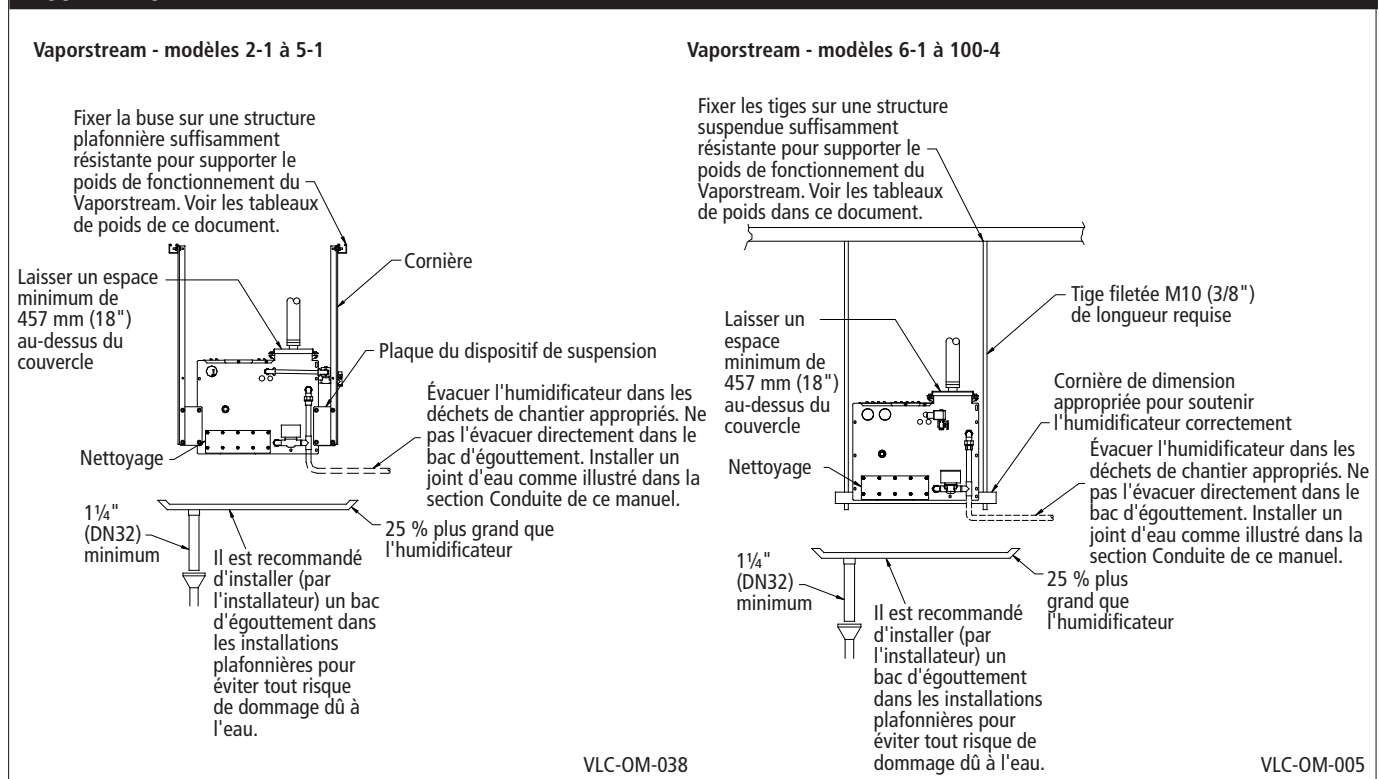 Vaporstream - modèles 2-1 à 5-1
Fixer la buse sur une structure
plafonnière suffisamment
résistante pour supporter le
poids de fonctionnement du
Vaporstream. Voir les tableaux
de poids de ce document.
Cornière
Laisser un espace
minimum de
457 mm (18")
au-dessus du
couvercle
Plaque du dispositif de suspension
Évacuer l'humidificateur dans les
déchets de chantier appropriés. Ne
pas l'évacuer directement dans le
bac d'égouttement. Installer un
joint d'eau comme illustré dans la
section Conduite de ce manuel.
Nettoyage
1¼"
(DN32)
minimum
25 % plus grand que
l'humidificateur
Il est recommandé
d'installer (par
l'installateur) un bac
d'égouttement dans
les installations
plafonnières pour
éviter tout risque
de dommage dû à
l'eau.
VLC-OM-038
Vaporstream - modèles 6-1 à 100-4
Fixer les tiges sur une structure
suspendue suffisamment
résistante pour supporter le
poids de fonctionnement du
Vaporstream. Voir les tableaux
de poids dans ce document.
Tige filetée M10 (3/8")
de longueur requise
Laisser un
espace
minimum de
457 mm (18")
au-dessus du
couvercle
Cornière de dimension
appropriée pour soutenir
l'humidificateur correctement
Évacuer l'humidificateur dans les
déchets de chantier appropriés. Ne
pas l'évacuer directement dans le
bac d'égouttement. Installer un
joint d'eau comme illustré dans la
section Conduite de ce manuel.
Nettoyage
1¼"
(DN32)
minimum
25 % plus
grand que
l'humidificateur
Il est recommandé
d'installer (par
l'installateur) un
bac d'égouttement
dans les installations
plafonnières pour
éviter tout risque de
dommage dû à l'eau.
VLC-OM-005